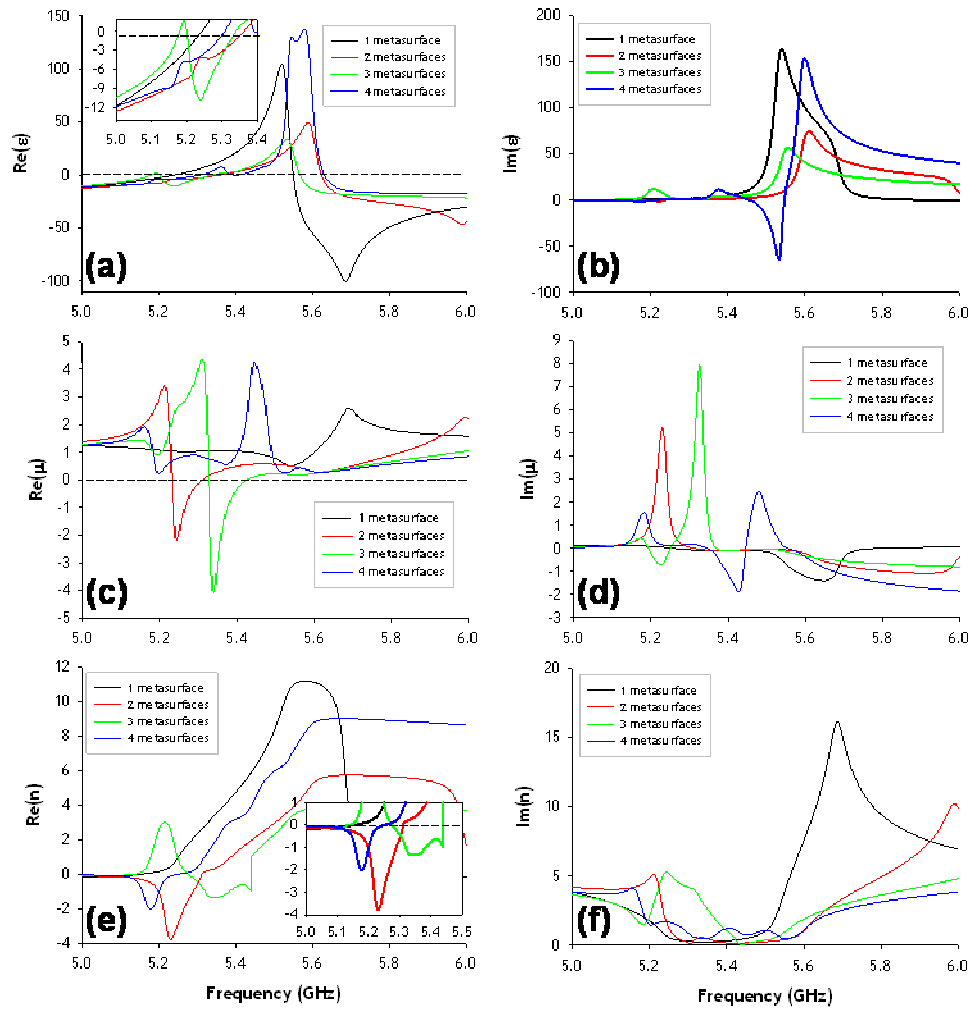 150
100
50
0
-50
-100
Re(ε)
5.0 5.2 5.4 5.6 5.8 6.0
0
-3
-6
-9
-12
5.0 5.1 5.2 5.3 5.4
1 metasurface
2 metasurfaces
3 metasurfaces
4 metasurfaces
(a)
200
150
100
50
0
-50
-100
Im(ε)
5.0 5.2 5.4 5.6 5.8 6.0
1 metasurface
2 metasurfaces
3 metasurfaces
4 metasurfaces
(b)
5
4
3
2
1
0
-1
-2
-3
-4
-5
Re(μ)
5.0 5.2 5.4 5.6 5.8 6.0
1 metasurface
2 metasurfaces
3 metasurfaces
4 metasurfaces
(c)
9
8
7
6
5
4
3
2
1
0
-1
-2
-3
Im(μ)
5.0 5.2 5.4 5.6 5.8 6.0
1 metasurface
2 metasurfaces
3 metasurfaces
4 metasurfaces
(d)
12
10
8
6
4
2
0
-2
-4
Re(n)
5.0 5.2 5.4 5.6 5.8 6.0
Frequency (GHz)
1 metasurface
2 metasurfaces
3 metasurfaces
4 metasurfaces
1
0
-1
-2
-3
-4
5.0 5.1 5.2 5.3 5.4 5.5
(e)
20
15
10
5
0
Im(n)
5.0 5.2 5.4 5.6 5.8 6.0
Frequency (GHz)
1 metasurface
2 metasurfaces
3 metasurfaces
4 metasurfaces
(f)